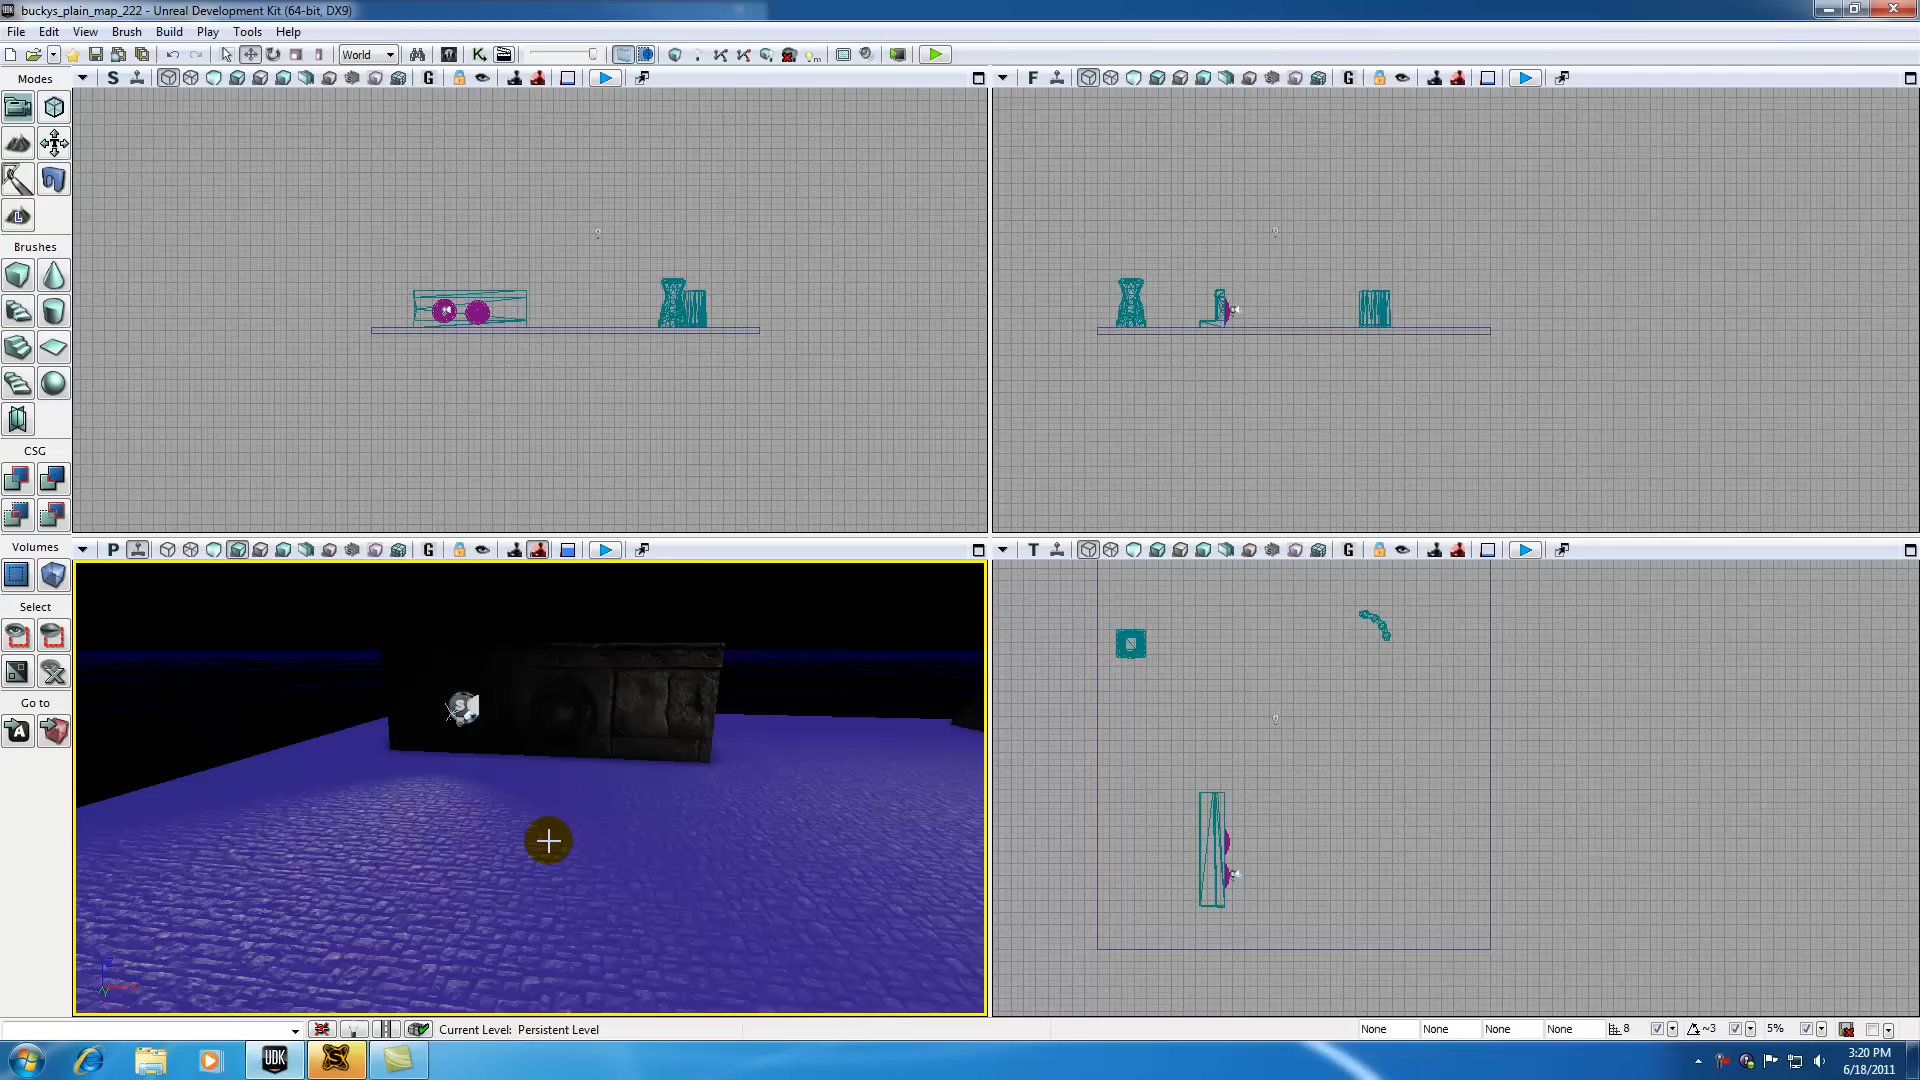 buckys_plain_map_222 - Unreal Development Kit (64-bit, DX9)
File Edit View Brush Build Play Tools Help
World
Modes
S G
F G
Brushes
CSG
Volumes
P G
T G
Select
Go to
A
L
Current Level: Persistent Level
None None None None 8 ~3 5%
UDK
3:20 PM
6/18/2011